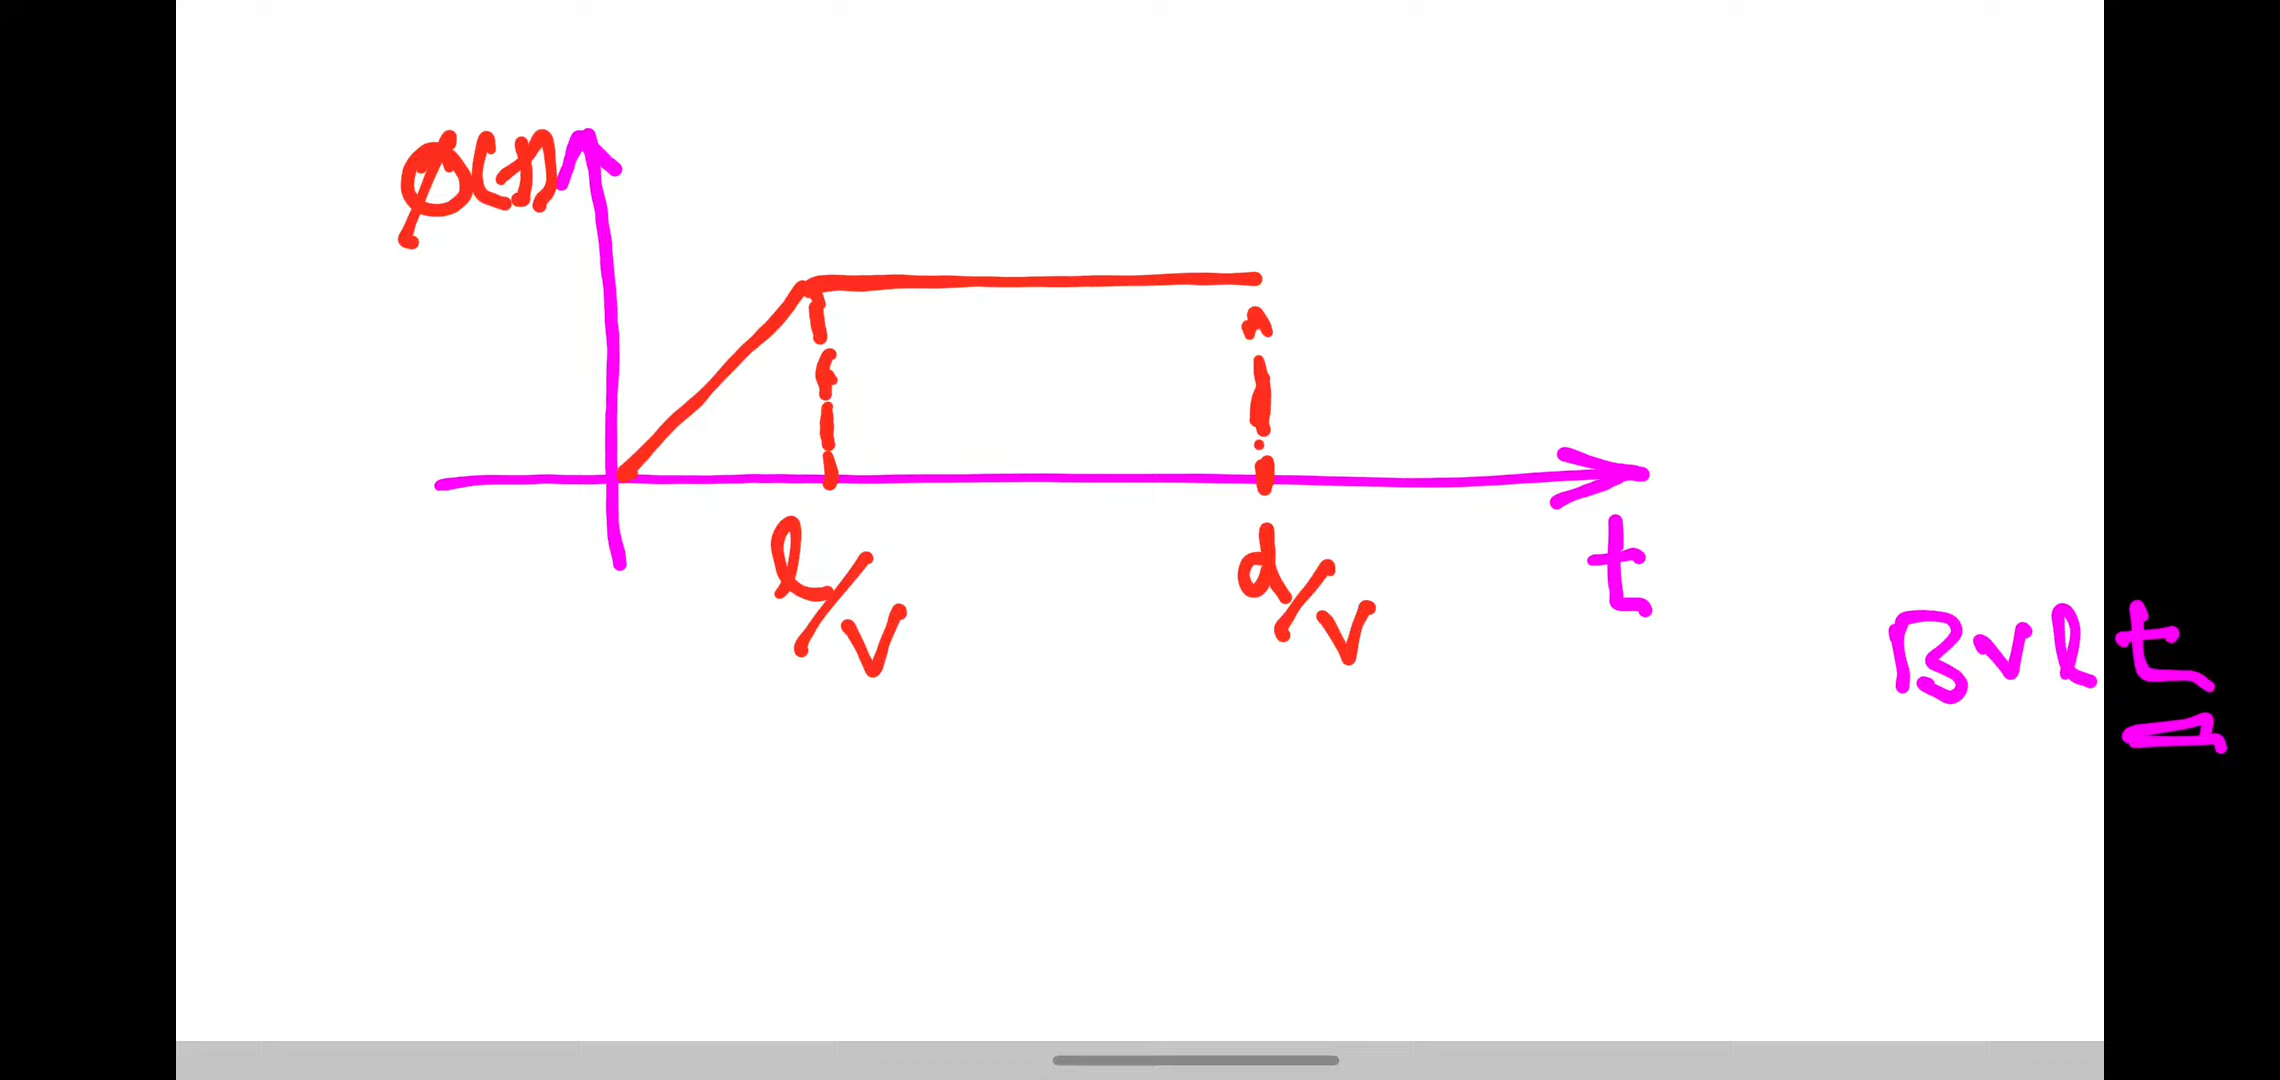 ϕ(t)
l/v
d/v
t
Bvlt